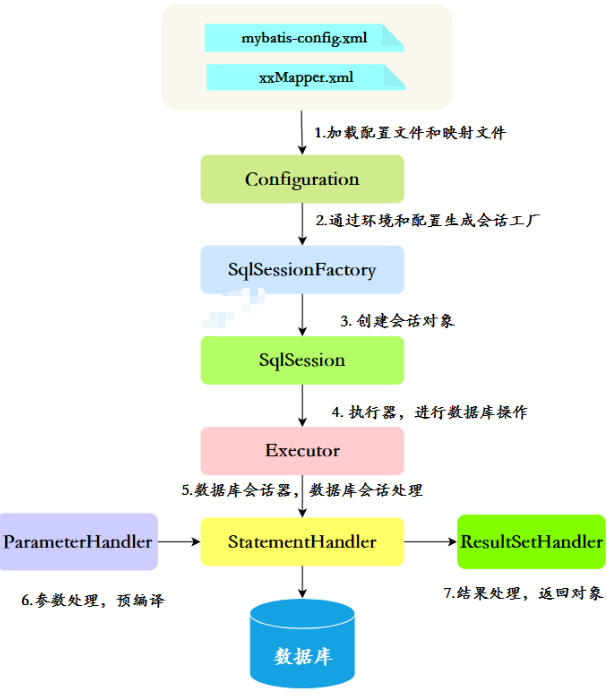 mybatis-config.xml
xxMapper.xml
1.加载配置文件和映射文件
Configuration
2.通过环境和配置生成会话工厂
SqlSessionFactory
3. 创建会话对象
SqlSession
4. 执行器，进行数据库操作
Executor
5.数据库会话器，数据库会话处理
ParameterHandler
StatementHandler
ResultSetHandler
6.参数处理，预编译
7.结果处理，返回对象
数据库